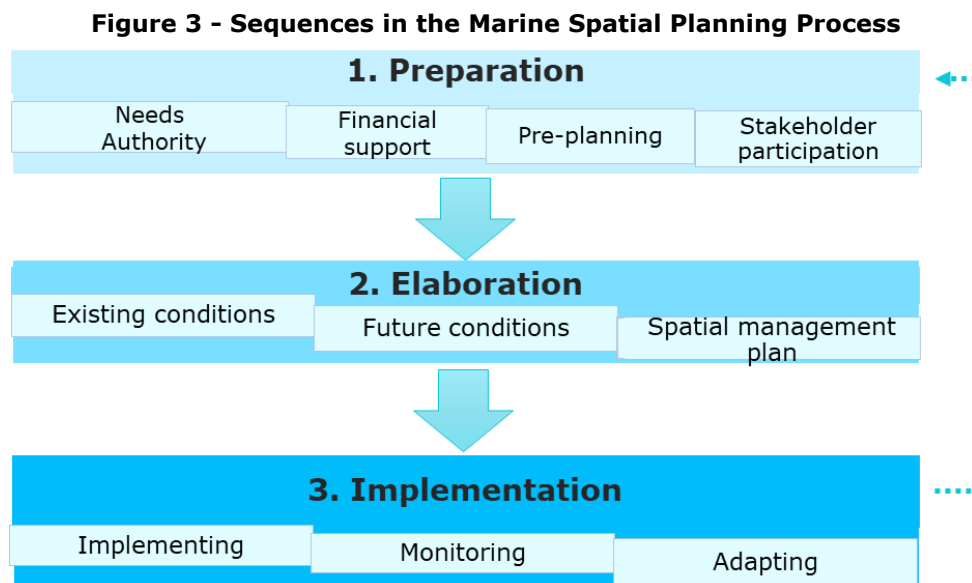 Figure 3 - Sequences in the Marine Spatial Planning Process
1. Preparation
Needs
Authority
Financial
support
Pre-planning
Stakeholder
participation
2. Elaboration
Existing conditions
Future conditions
Spatial management
plan
3. Implementation
Implementing
Monitoring
Adapting